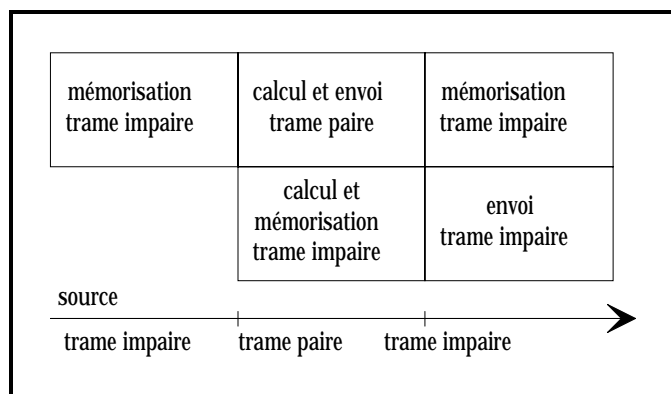 mémorisation
trame impaire
calcul et envoi
trame paire
mémorisation
trame impaire
calcul et
mémorisation
trame impaire
envoi
trame impaire
source
trame impaire
trame paire
trame impaire